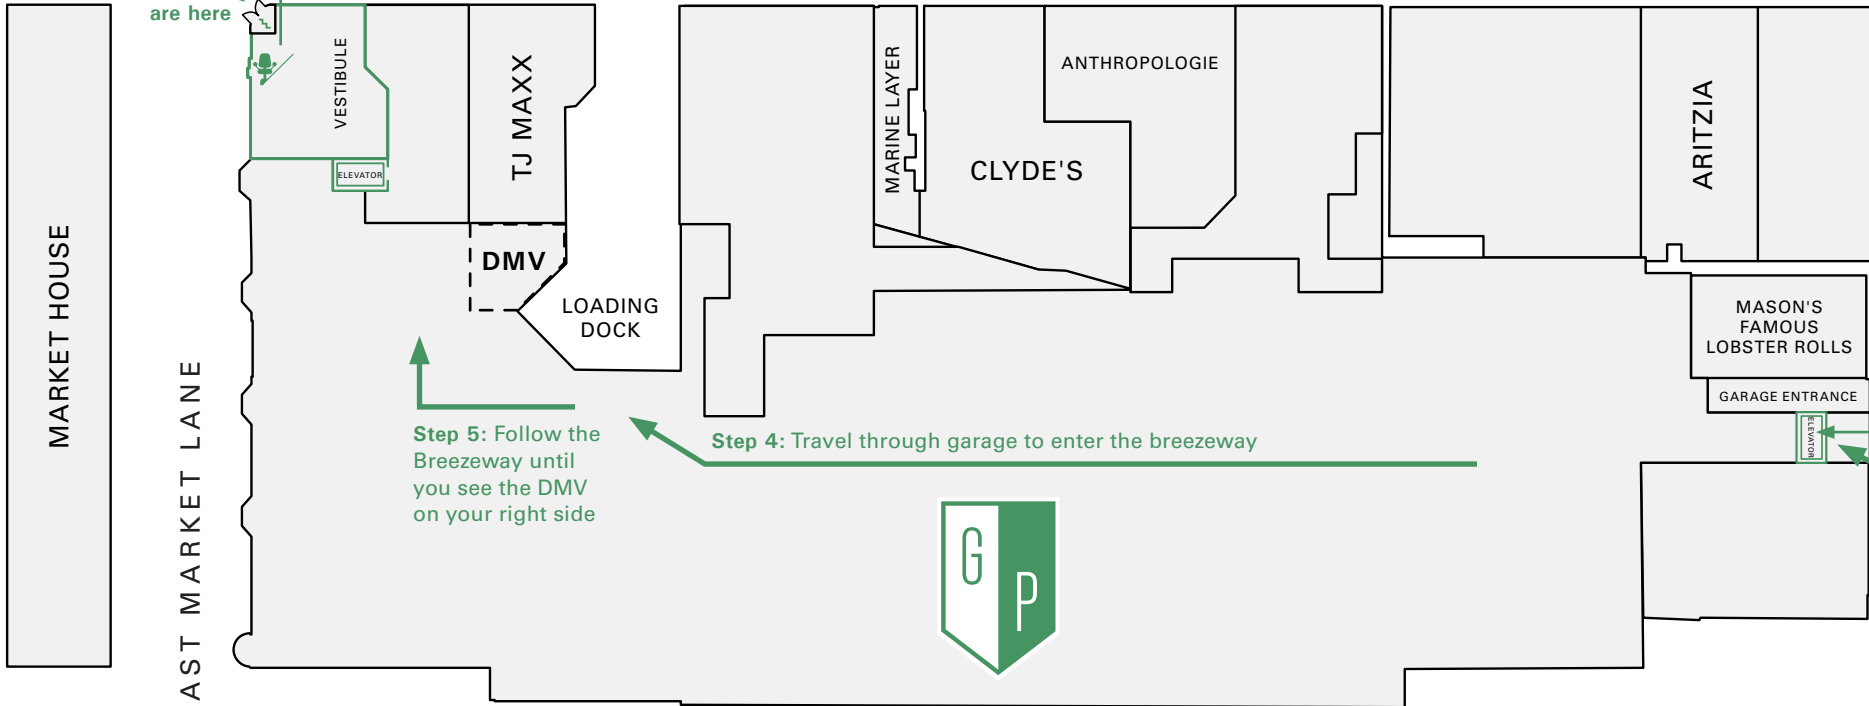 are here
VESTIBULE
ELEVATOR
TJ MAXX
DMV
LOADING
DOCK
MARINE LAYER
CLYDE'S
ANTHROPOLOGIE
ARITZIA
MASON'S
FAMOUS
LOBSTER ROLLS
GARAGE ENTRANCE
ELEVATOR
MARKET HOUSE
AST MARKET LANE
Step 5: Follow the
Breezeway until
you see the DMV
on your right side
Step 4: Travel through garage to enter the breezeway
G
P